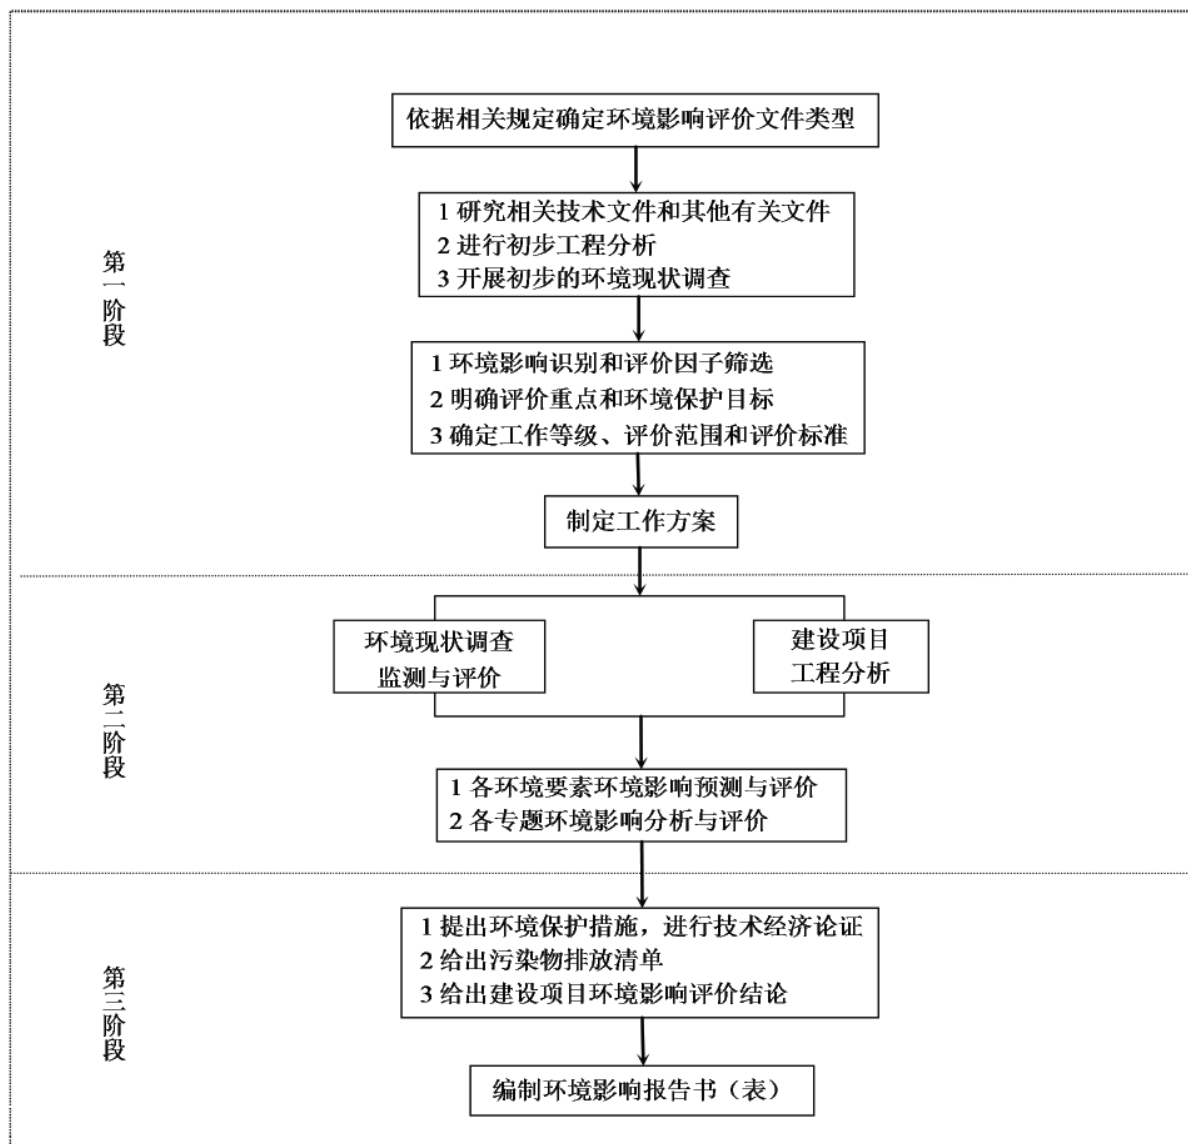 依据相关规定确定环境影响评价文件类型
1 研究相关技术文件和其他有关文件
2 进行初步工程分析
3 开展初步的环境现状调查
第一阶段
1 环境影响识别和评价因子筛选
2 明确评价重点和环境保护目标
3 确定工作等级、评价范围和评价标准
制定工作方案
环境现状调查
监测与评价
建设项目
工程分析
第二阶段
1 各环境要素环境影响预测与评价
2 各专题环境影响分析与评价
1 提出环境保护措施，进行技术经济论证
2 给出污染物排放清单
3 给出建设项目环境影响评价结论
第三阶段
编制环境影响报告书（表）